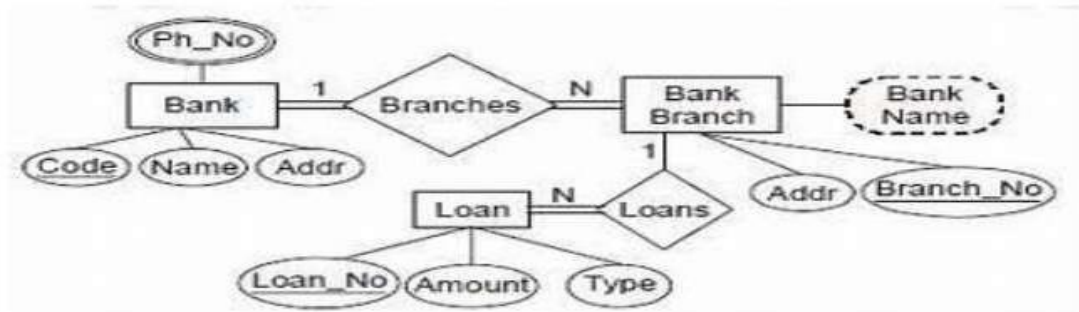 Ph_No
Bank
1
Branches
N
Bank
Branch
Bank
Name
Code
Name
Addr
1
Loan
N
Loans
Addr
Branch_No
Loan_No
Amount
Type